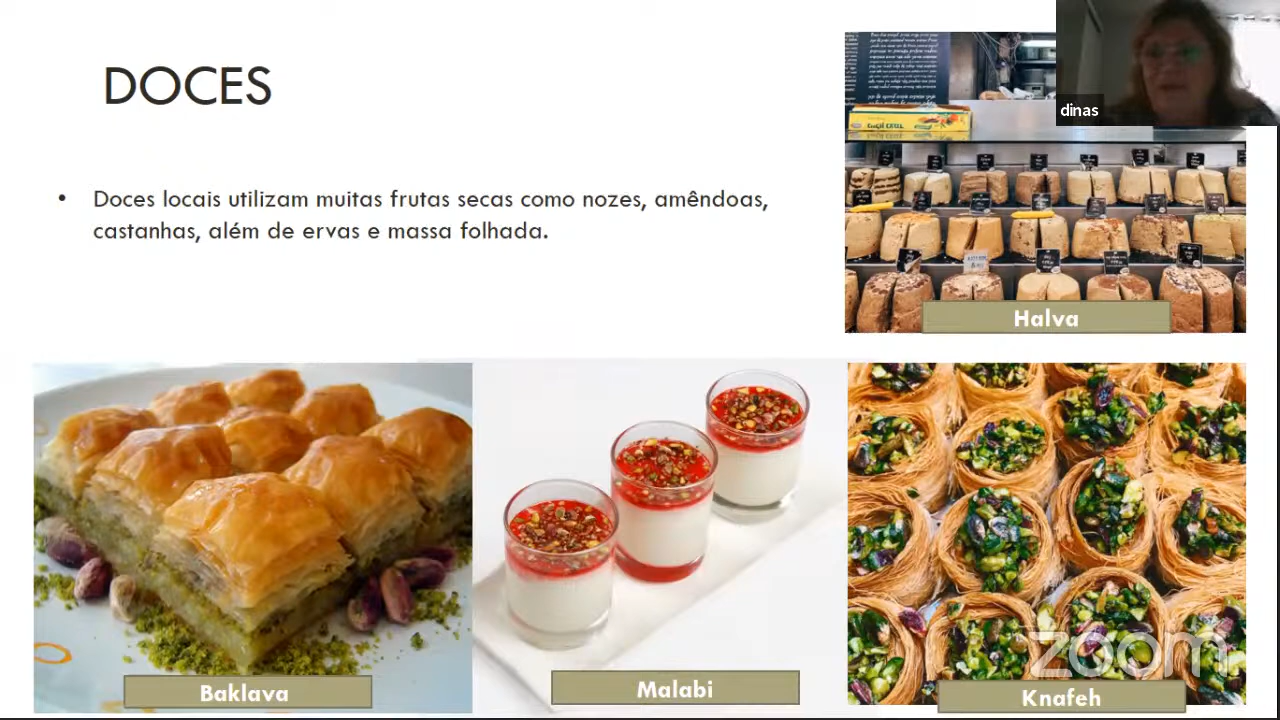 DOCES
dinas
• Doces locais utilizam muitas frutas secas como nozes, amêndoas,
castanhas, além de ervas e massa folhada.
Halva
Baklava
Malabi
Knafeh
zoom